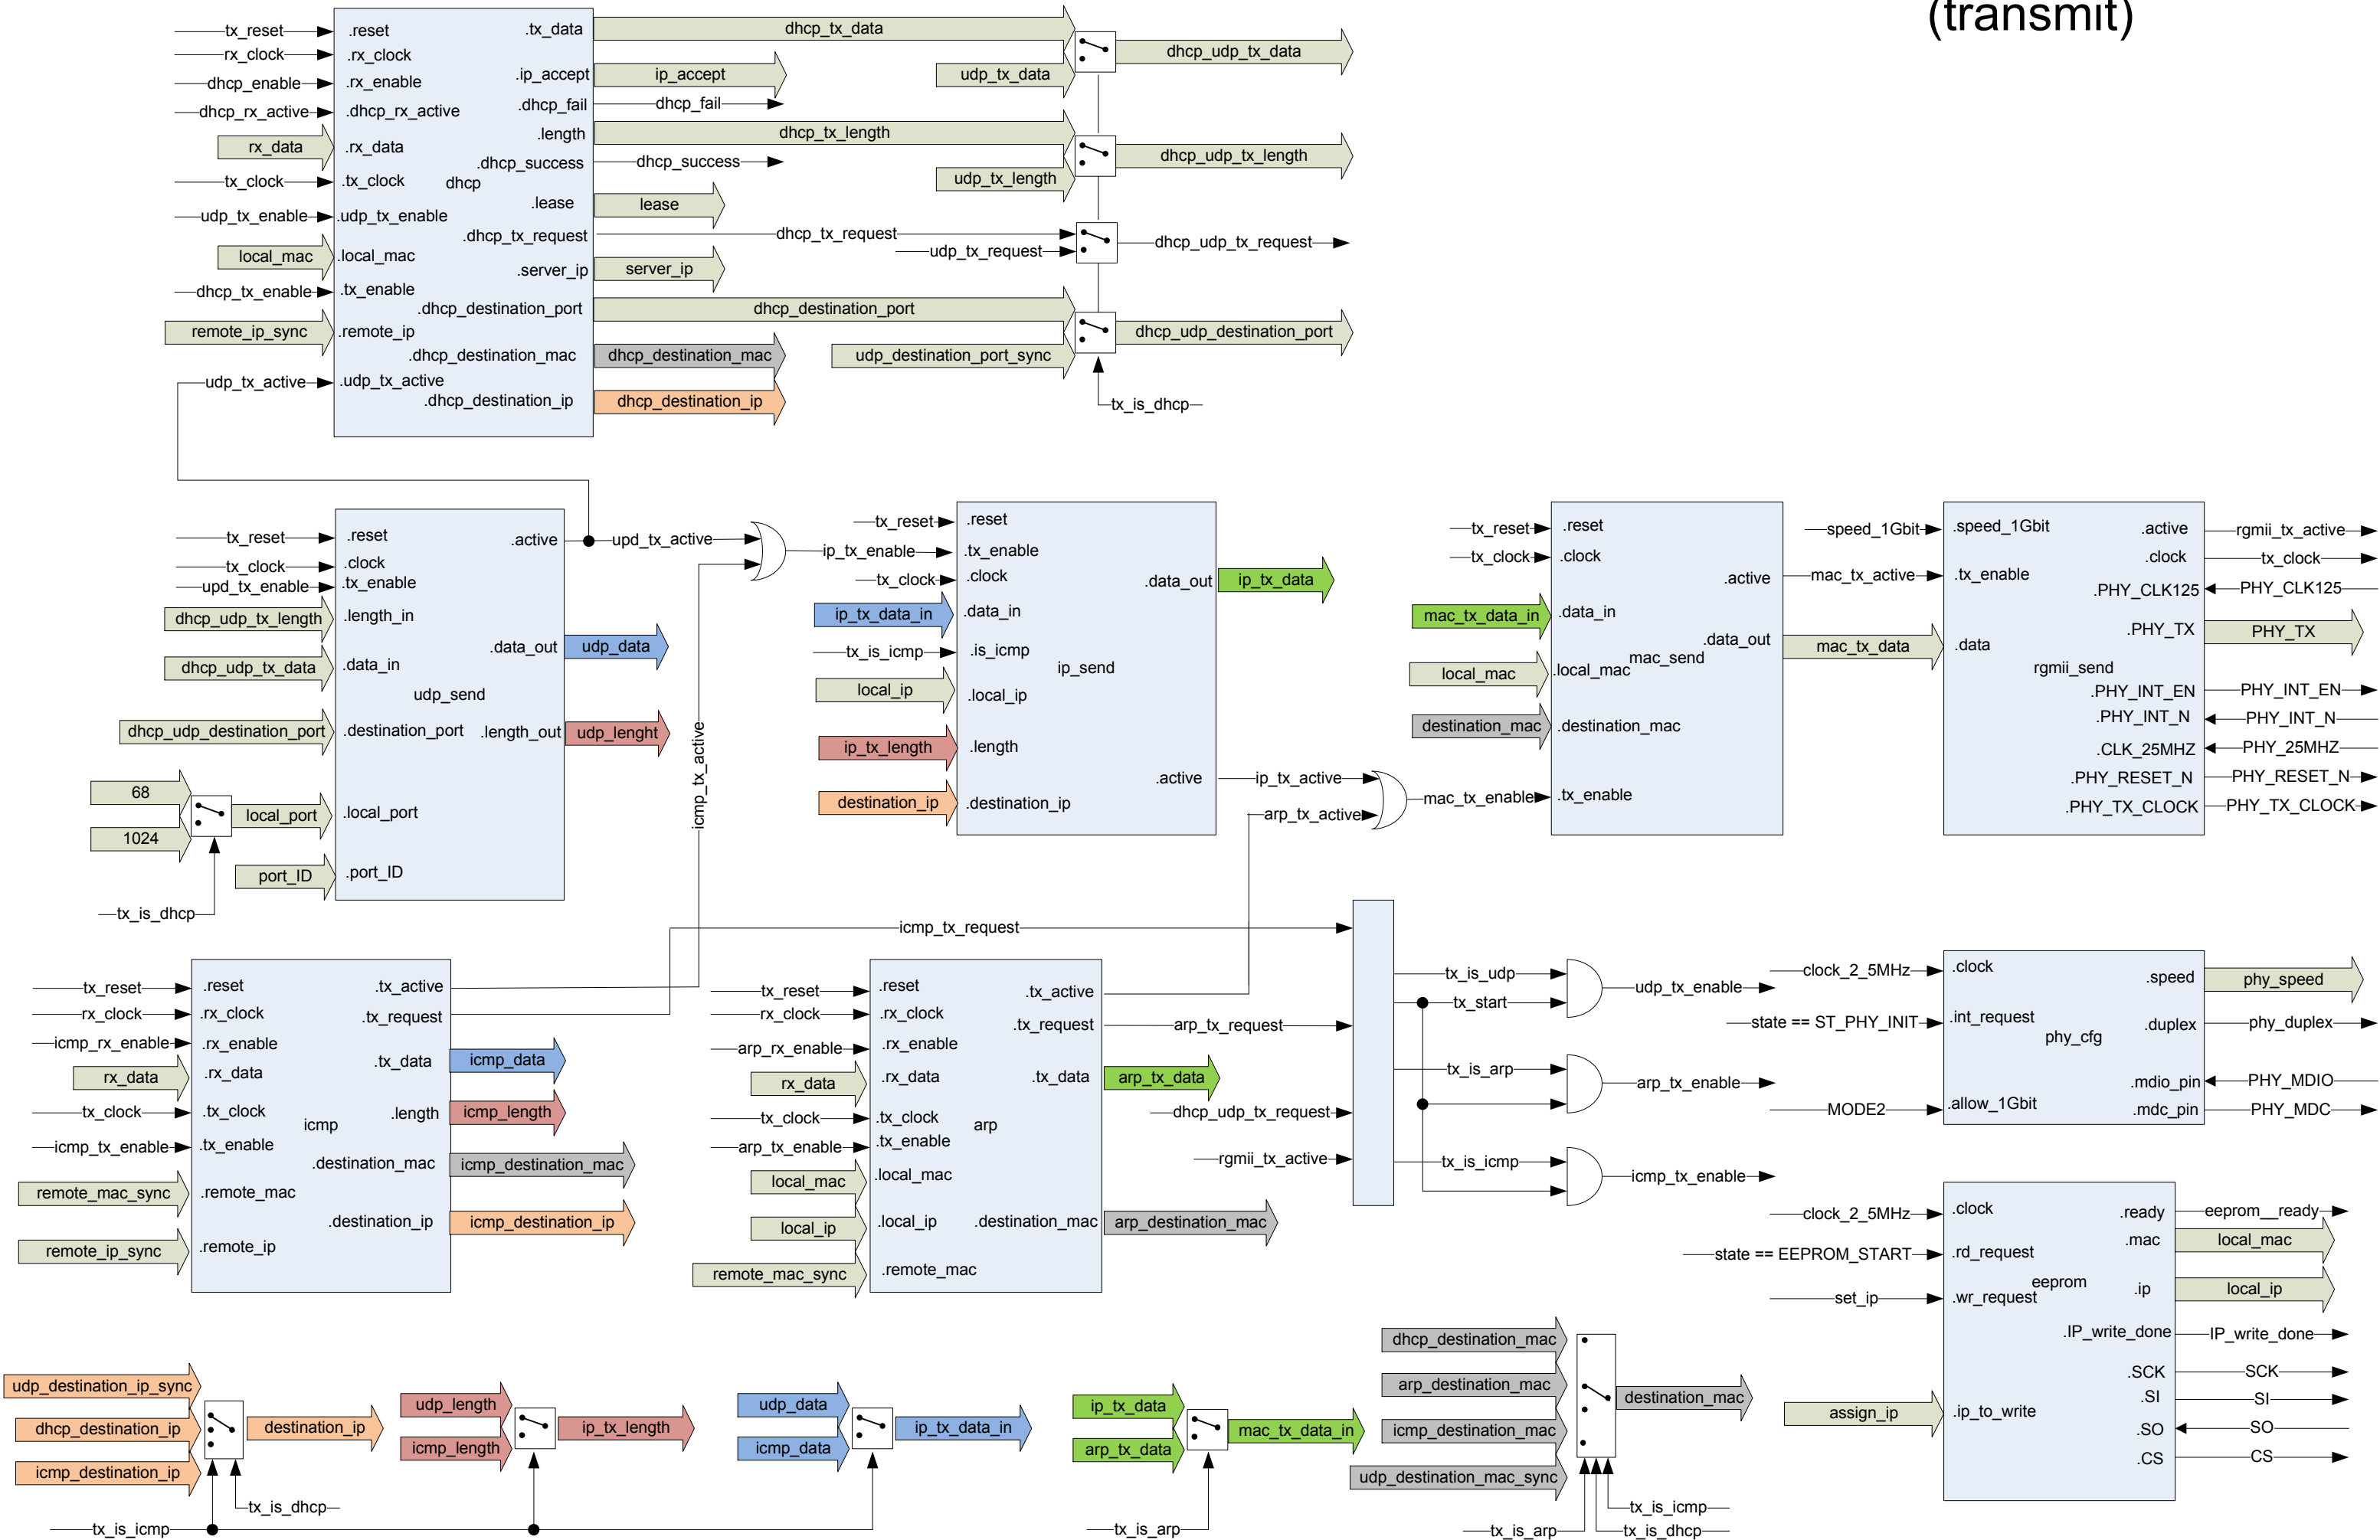 (transmit)
tx_reset
rx_clock
dhcp_enable
dhcp_rx_active
rx_data
tx_clock
udp_tx_enable
local_mac
dhcp_tx_enable
remote_ip_sync
udp_tx_active
.reset
.rx_clock
.rx_enable
.dhcp_rx_active
.rx_data
.tx_clock
dhcp
.udp_tx_enable
.local_mac
.tx_enable
.remote_ip
.udp_tx_active
.tx_data
.ip_accept
.dhcp_fail
.length
.dhcp_success
.lease
.dhcp_tx_request
.server_ip
.dhcp_destination_port
.dhcp_destination_mac
.dhcp_destination_ip
dhcp_tx_data
ip_accept
dhcp_fail
dhcp_tx_length
dhcp_success
lease
dhcp_tx_request
server_ip
dhcp_destination_port
dhcp_destination_mac
dhcp_destination_ip
udp_tx_data
udp_tx_length
udp_tx_request
udp_destination_port_sync
tx_is_dhcp
dhcp_udp_tx_data
dhcp_udp_tx_length
dhcp_udp_tx_request
dhcp_udp_destination_port
tx_reset
tx_clock
upd_tx_enable
dhcp_udp_tx_length
dhcp_udp_tx_data
dhcp_udp_destination_port
68
1024
local_port
port_ID
tx_is_dhcp
.reset
.clock
.tx_enable
.length_in
.data_in
udp_send
.destination_port
.local_port
.port_ID
.active
.data_out
.length_out
upd_tx_active
udp_data
udp_lenght
icmp_tx_active
ip_tx_enable
tx_reset
tx_clock
ip_tx_data_in
tx_is_icmp
local_ip
ip_tx_length
destination_ip
.reset
.tx_enable
.clock
.data_in
.is_icmp
ip_send
.local_ip
.length
.destination_ip
.data_out
.active
ip_tx_data
ip_tx_active
arp_tx_active
mac_tx_enable
tx_reset
tx_clock
mac_tx_data_in
local_mac
destination_mac
.reset
.clock
.data_in
.local_mac
mac_send
.destination_mac
.tx_enable
.active
.data_out
speed_1Gbit
mac_tx_active
mac_tx_data
.speed_1Gbit
.tx_enable
.data
rgmii_send
.active
.clock
.PHY_CLK125
.PHY_TX
.PHY_INT_EN
.PHY_INT_N
.CLK_25MHZ
.PHY_RESET_N
.PHY_TX_CLOCK
rgmii_tx_active
tx_clock
PHY_CLK125
PHY_TX
PHY_INT_EN
PHY_INT_N
PHY_25MHZ
PHY_RESET_N
PHY_TX_CLOCK
tx_reset
rx_clock
icmp_rx_enable
rx_data
tx_clock
icmp_tx_enable
remote_mac_sync
remote_ip_sync
.reset
.rx_clock
.rx_enable
.rx_data
.tx_clock
icmp
.tx_enable
.remote_mac
.remote_ip
.tx_active
.tx_request
.tx_data
.length
.destination_mac
.destination_ip
icmp_data
icmp_length
icmp_destination_mac
icmp_destination_ip
icmp_tx_request
tx_reset
rx_clock
arp_rx_enable
rx_data
tx_clock
arp_tx_enable
local_mac
local_ip
remote_mac_sync
.reset
.rx_clock
.rx_enable
.rx_data
.tx_clock
arp
.tx_enable
.local_mac
.local_ip
.remote_mac
.tx_active
.tx_request
.tx_data
.destination_mac
arp_tx_request
arp_tx_data
dhcp_udp_tx_request
rgmii_tx_active
arp_destination_mac
tx_is_udp
tx_start
tx_is_arp
tx_is_icmp
udp_tx_enable
arp_tx_enable
icmp_tx_enable
clock_2_5MHz
state == ST_PHY_INIT
MODE2
.clock
.int_request
phy_cfg
.allow_1Gbit
.speed
.duplex
.mdio_pin
.mdc_pin
phy_speed
phy_duplex
PHY_MDIO
PHY_MDC
clock_2_5MHz
state == EEPROM_START
set_ip
assign_ip
.clock
.rd_request
eeprom
.wr_request
.ip_to_write
.ready
.mac
.ip
.IP_write_done
.SCK
.SI
.SO
.CS
eeprom__ready
local_mac
local_ip
IP_write_done
SCK
SI
SO
CS
udp_destination_ip_sync
dhcp_destination_ip
icmp_destination_ip
destination_ip
tx_is_dhcp
tx_is_icmp
udp_length
icmp_length
ip_tx_length
udp_data
icmp_data
ip_tx_data_in
ip_tx_data
arp_tx_data
mac_tx_data_in
tx_is_arp
dhcp_destination_mac
arp_destination_mac
icmp_destination_mac
udp_destination_mac_sync
destination_mac
tx_is_icmp
tx_is_arp
tx_is_dhcp